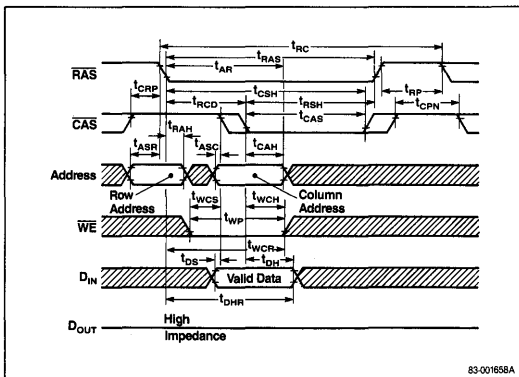 tRC
tRAS
tAR
RAS
tCRP
tCSH
tRP
tRCD
tRSH
tCPN
CAS
tRAH
tASC
tCAS
tASR
tCAH
Address
Row
Address
tWCS
tWCH
Column
Address
WE
tWP
tWCR
tDS
tDH
DIN
Valid Data
tDHR
DOUT
High
Impedance
83-001658A